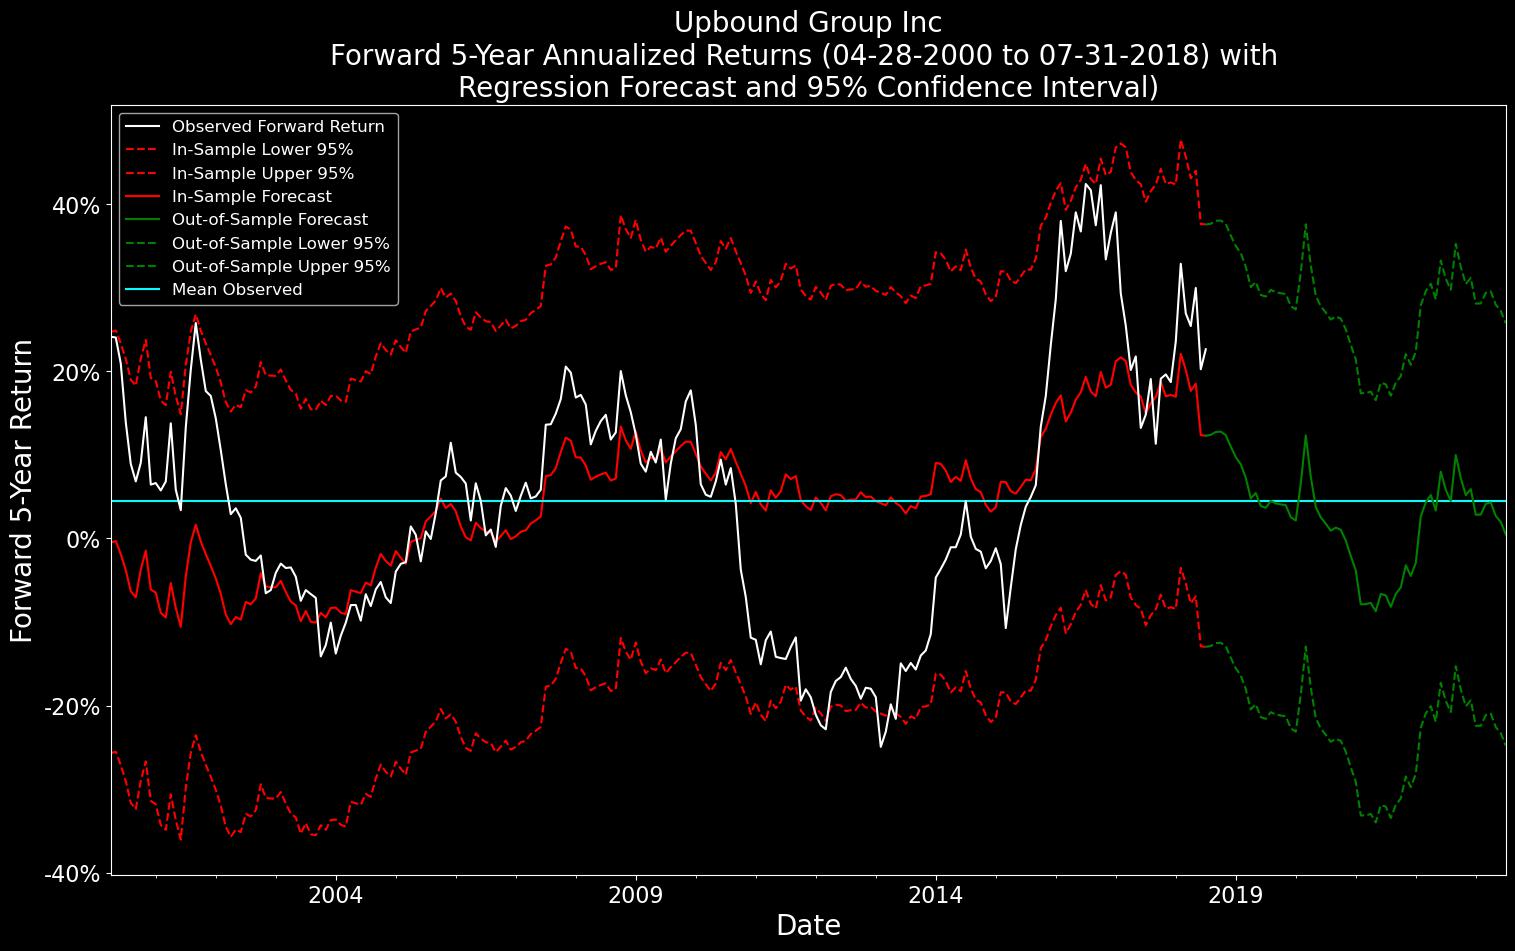 Upbound Group Inc
Forward 5-Year Annualized Returns (04-28-2000 to 07-31-2018) with
Regression Forecast and 95% Confidence Interval)
Observed Forward Return
In-Sample Lower 95%
In-Sample Upper 95%
In-Sample Forecast
Out-of-Sample Forecast
Out-of-Sample Lower 95%
Out-of-Sample Upper 95%
Mean Observed
Forward 5-Year Return
40%
20%
0%
-20%
-40%
2004
2009
2014
2019
Date